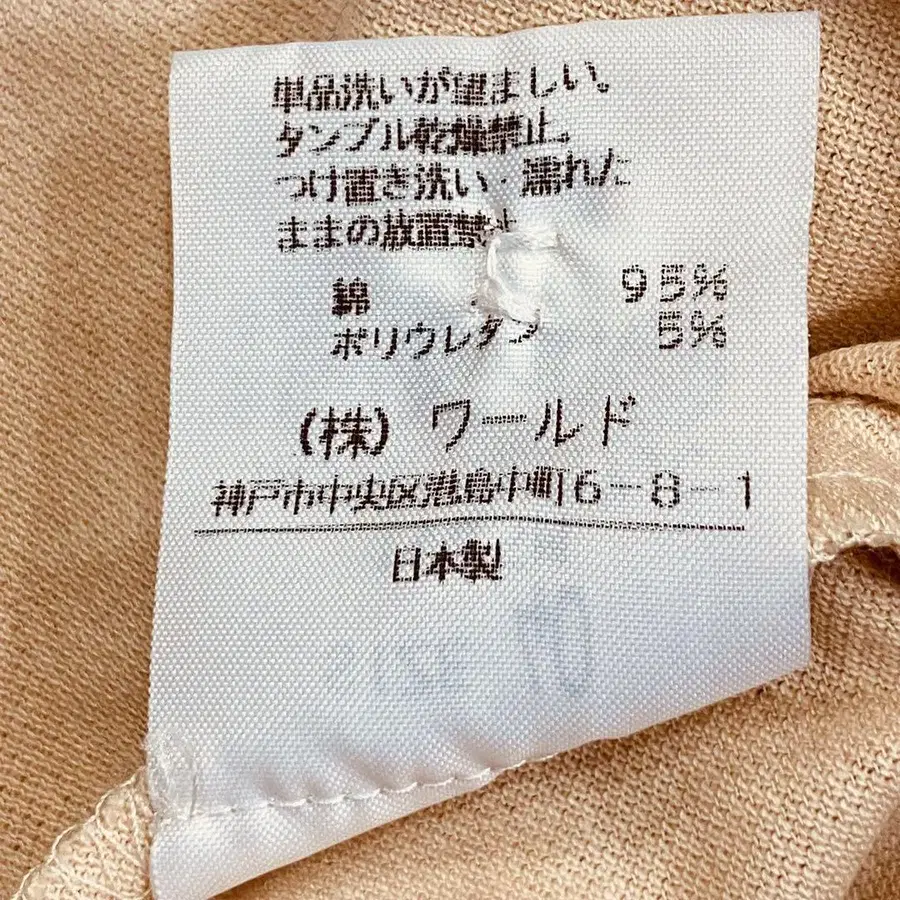 単品洗いが望ましい。
タンブル乾燥禁止。
つけ置き洗い・濡れた
ままの放置禁止
綿 95%
ポリウレタン 5%
(株) ワールド
神戸市中央区港島中町6-8-1
日本製